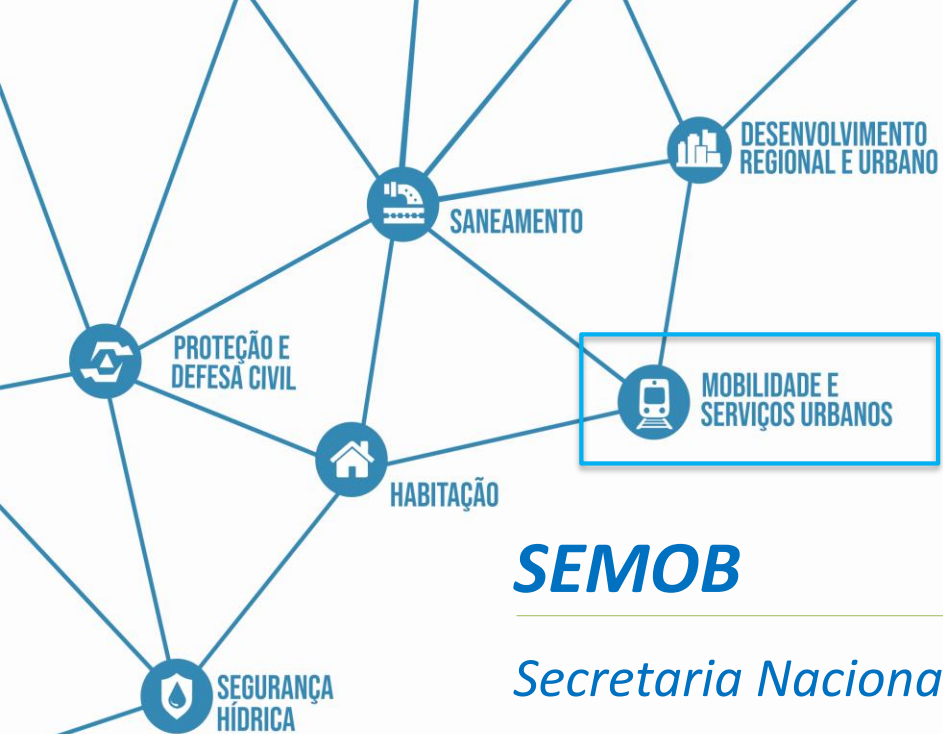 DESENVOLVIMENTO
REGIONAL E URBANO
SANEAMENTO
PROTEÇÃO E
DEFESA CIVIL
MOBILIDADE E
SERVIÇOS URBANOS
HABITAÇÃO
SEMOB
Secretaria Naciona
SEGURANÇA
HÍDRICA